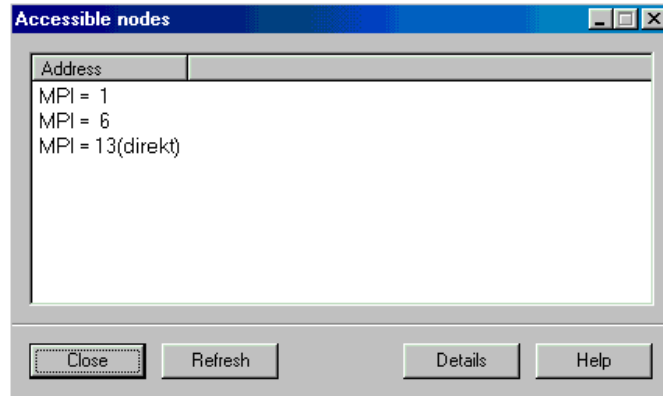 Accessible nodes
Address
MPI = 1
MPI = 6
MPI = 13(direkt)
Close Refresh Details Help